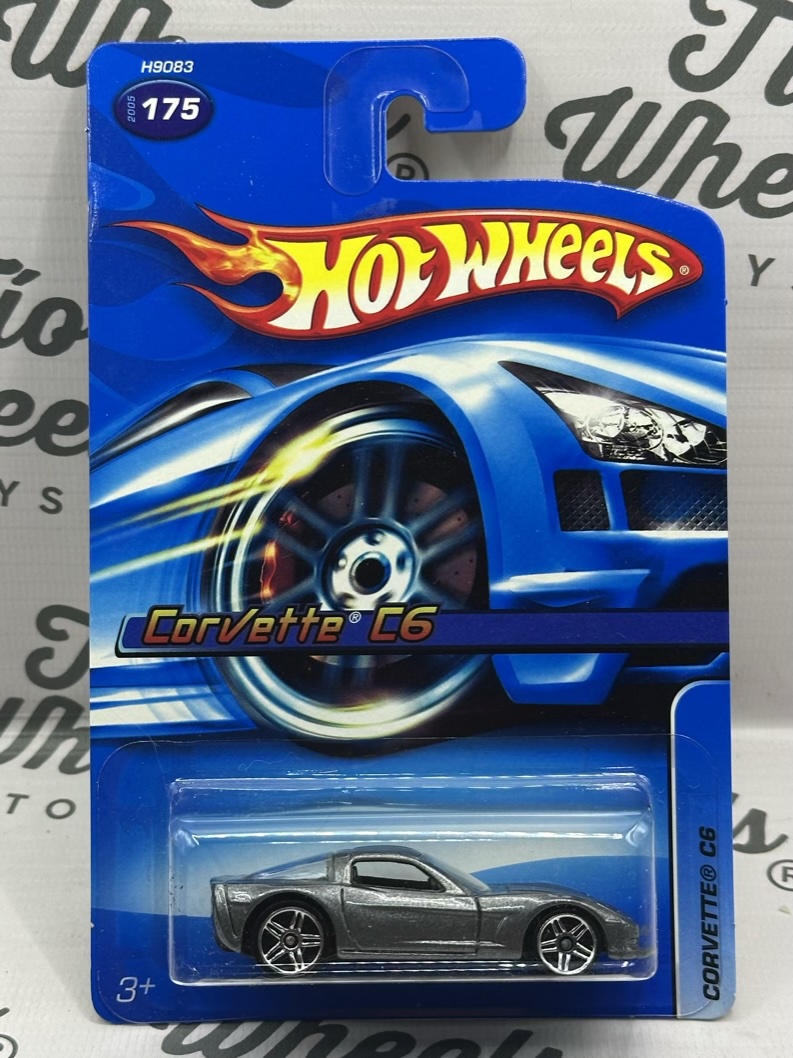 H9083
2005
175
HOT WHEELS®
Corvette® C6
CORVETTE® C6
3+